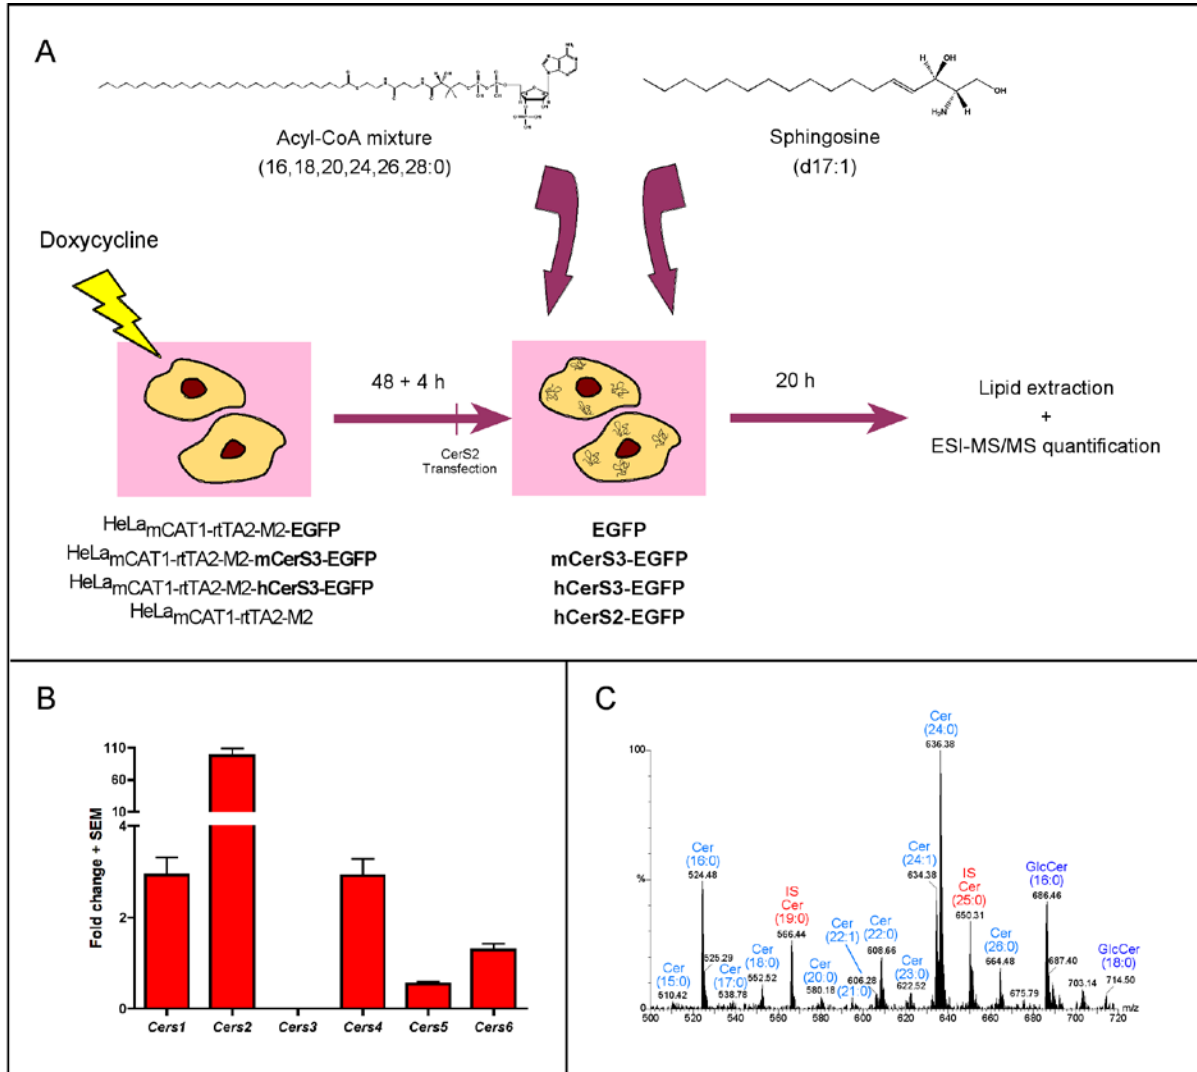 A
Acyl-CoA mixture
(16,18,20,24,26,28:0)
Sphingosine
(d17:1)
Doxycycline
48 + 4 h
CerS2
Transfection
20 h
Lipid extraction
+
ESI-MS/MS quantification
HeLamCAT1-rtTA2-M2-EGFP
HeLamCAT1-rtTA2-M2-mCerS3-EGFP
HeLamCAT1-rtTA2-M2-hCerS3-EGFP
HeLamCAT1-rtTA2-M2
EGFP
mCerS3-EGFP
hCerS3-EGFP
hCerS2-EGFP
B
Fold change + SEM
110
60
10
4
2
0
Cers1 Cers2 Cers3 Cers4 Cers5 Cers6
C
100
%
0
Cer
(15:0)
510.42
Cer
(16:0)
524.48
525.29
Cer
(17:0)
538.78
Cer
(18:0)
552.52
IS
Cer
(19:0)
566.44
Cer
(20:0)
580.18
(21:0)
Cer
(22:1)
606.28
Cer
(22:0)
608.66
Cer
(23:0)
622.52
Cer
(24:1)
634.38
Cer
(24:0)
636.38
IS
Cer
(25:0)
650.31
Cer
(26:0)
664.48
675.79
GlcCer
(16:0)
686.46
687.40
703.14
GlcCer
(18:0)
714.50
m/z
500 520 540 560 580 600 620 640 660 680 700 720